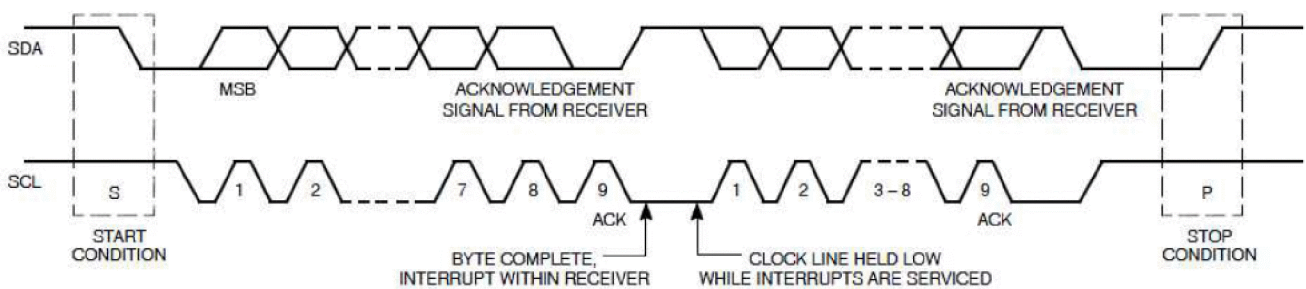 SDA
MSB
ACKNOWLEDGEMENT
SIGNAL FROM RECEIVER
ACKNOWLEDGEMENT
SIGNAL FROM RECEIVER
SCL
S
1
2
7
8
9
1
2
3 – 8
9
P
ACK
ACK
START
CONDITION
BYTE COMPLETE,
INTERRUPT WITHIN RECEIVER
CLOCK LINE HELD LOW
WHILE INTERRUPTS ARE SERVICED
STOP
CONDITION